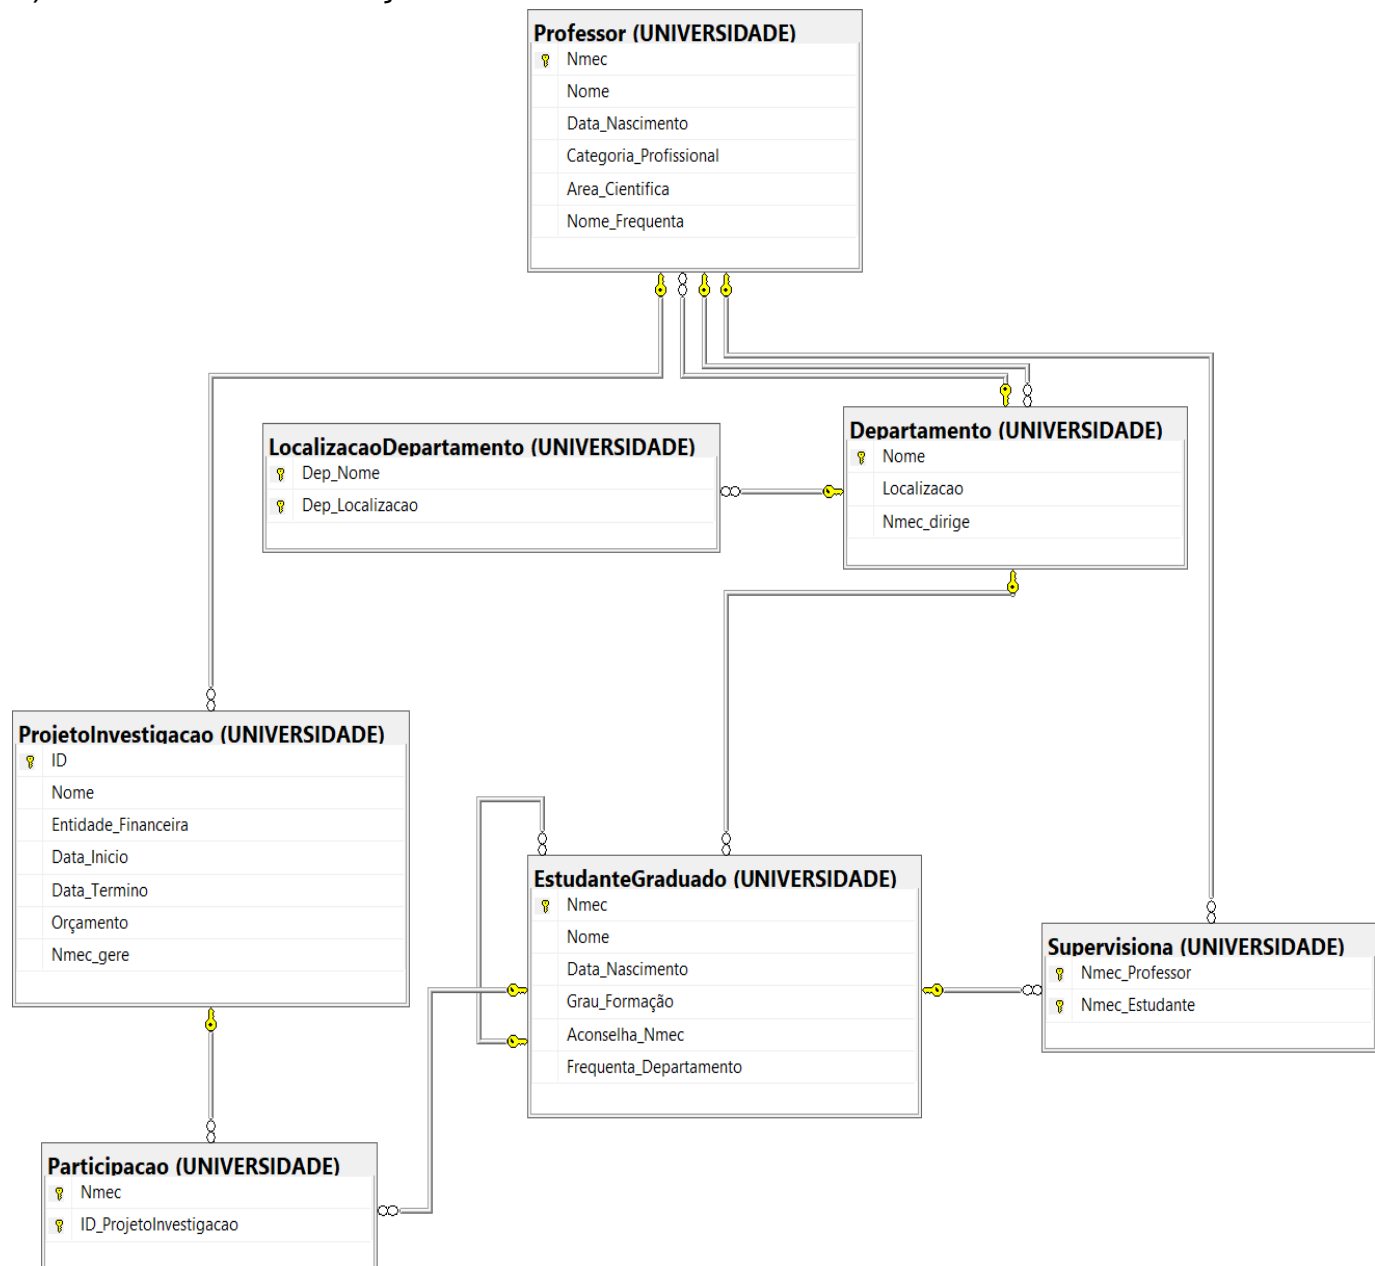 Professor (UNIVERSIDADE)
Nmec
Nome
Data_Nascimento
Categoria_Profissional
Area_Cientifica
Nome_Frequenta
LocalizacaoDepartamento (UNIVERSIDADE)
Dep_Nome
Dep_Localizacao
Departamento (UNIVERSIDADE)
Nome
Localizacao
Nmec_dirige
ProjetoInvestigacao (UNIVERSIDADE)
ID
Nome
Entidade_Financeira
Data_Inicio
Data_Termino
Orçamento
Nmec_gere
EstudanteGraduado (UNIVERSIDADE)
Nmec
Nome
Data_Nascimento
Grau_Formação
Aconselha_Nmec
Frequenta_Departamento
Supervisiona (UNIVERSIDADE)
Nmec_Professor
Nmec_Estudante
Participacao (UNIVERSIDADE)
Nmec
ID_ProjetoInvestigacao